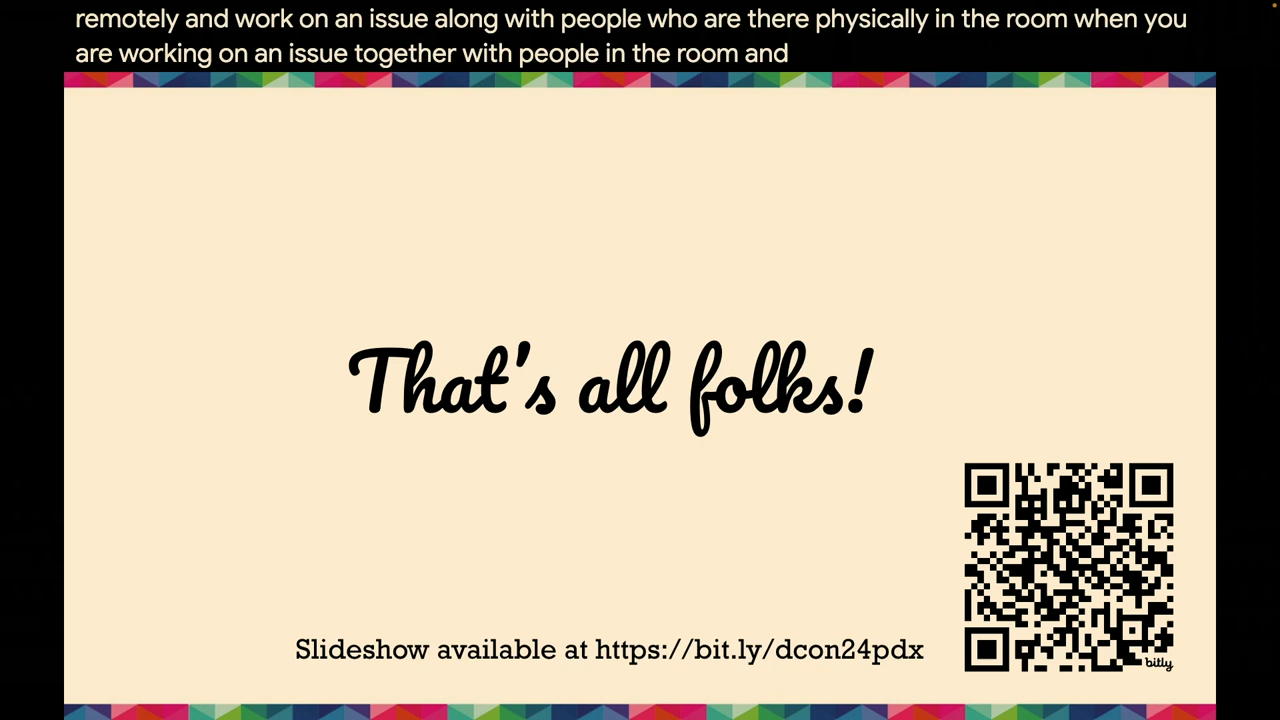 remotely and work on an issue along with people who are there physically in the room when you
are working on an issue together with people in the room and
That's all folks!
Slideshow available at https://bit.ly/dcon24pdx
bitly